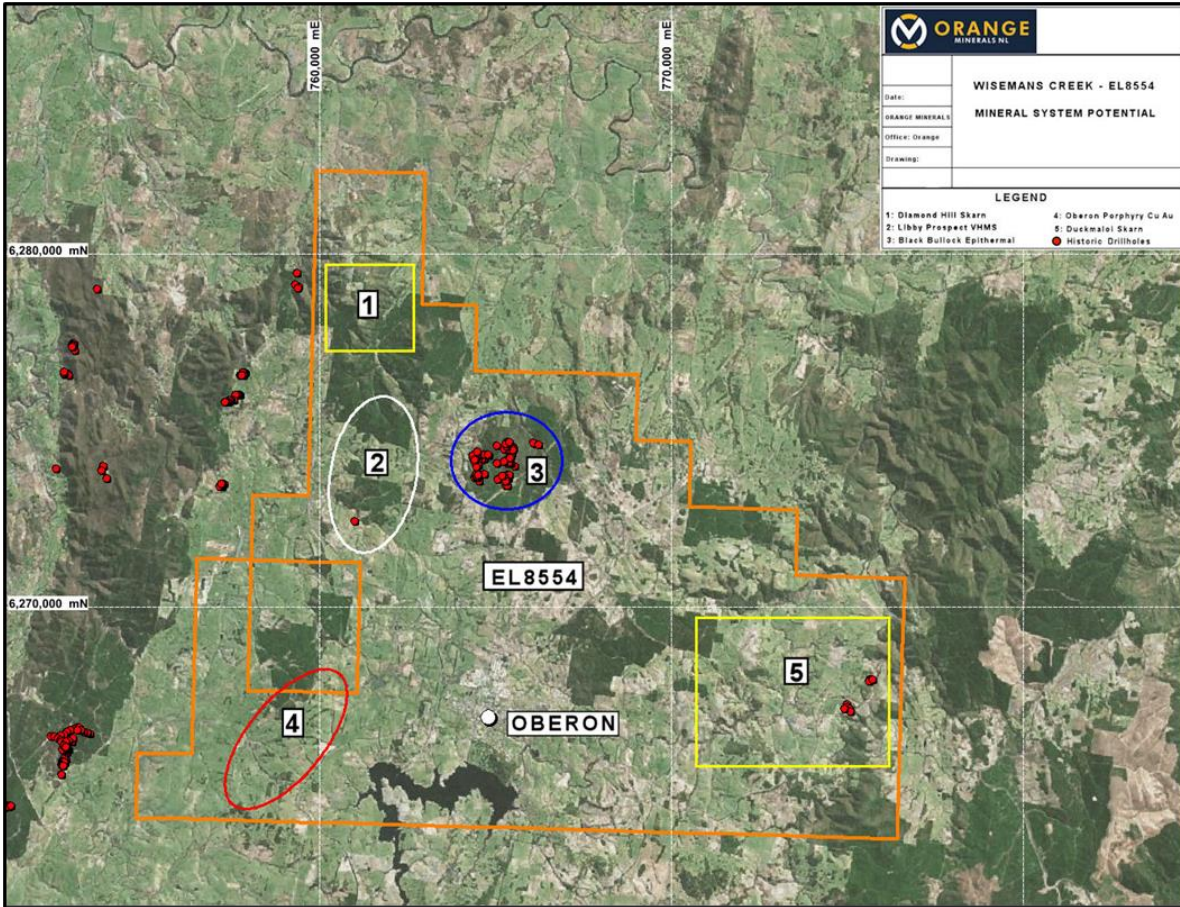 ORANGE
MINERALS NL
WISEMANS CREEK - EL8554
MINERAL SYSTEM POTENTIAL
Date:
ORANGE MINERALS
Office: Orange
Drawing:
LEGEND
1: Diamond Hill Skarn
2: Libby Prospect VHMS
3: Black Bullock Epithermal
4: Oberon Porphyry Cu Au
5: Duckmaloi Skarn
Historic Drillholes
760,000 mE
770,000 mE
6,280,000 mN
1
2
3
EL8554
6,270,000 mN
5
4
OBERON